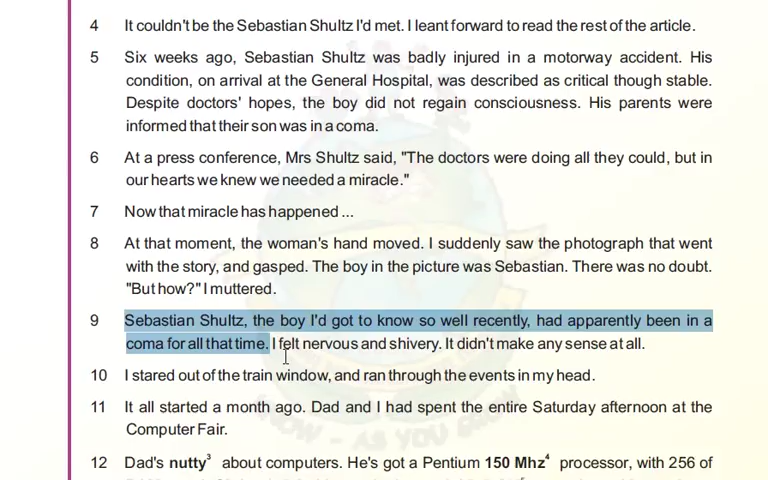 4 It couldn't be the Sebastian Shultz I'd met. I leant forward to read the rest of the article.
5 Six weeks ago, Sebastian Shultz was badly injured in a motorway accident. His
condition, on arrival at the General Hospital, was described as critical though stable.
Despite doctors' hopes, the boy did not regain consciousness. His parents were
informed that their son was in a coma.
6 At a press conference, Mrs Shultz said, "The doctors were doing all they could, but in
our hearts we knew we needed a miracle."
7 Now that miracle has happened ...
8 At that moment, the woman's hand moved. I suddenly saw the photograph that went
with the story, and gasped. The boy in the picture was Sebastian. There was no doubt.
"But how?" I muttered.
9 Sebastian Shultz, the boy I'd got to know so well recently, had apparently been in a
coma for all that time. I felt nervous and shivery. It didn't make any sense at all.
10 I stared out of the train window, and ran through the events in my head.
11 It all started a month ago. Dad and I had spent the entire Saturday afternoon at the
Computer Fair.
12 Dad's nutty³ about computers. He's got a Pentium 150 Mhz⁴ processor, with 256 of